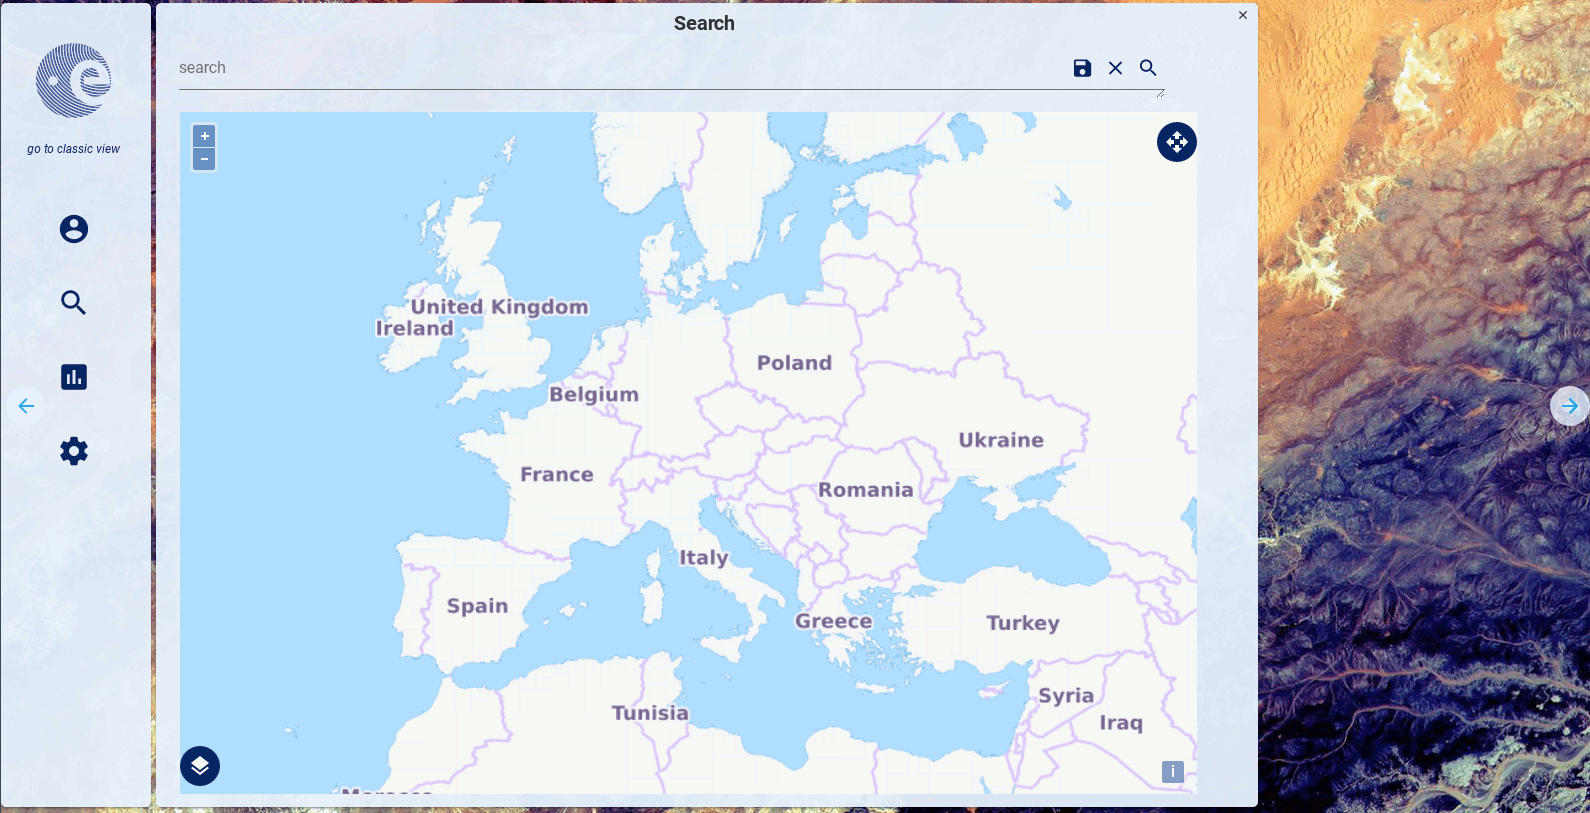 Search
search
go to classic view
United Kingdom
Ireland
Poland
Belgium
Ukraine
France
Romania
Italy
Spain
Greece
Turkey
Syria
Tunisia
Iraq
Morocco
i